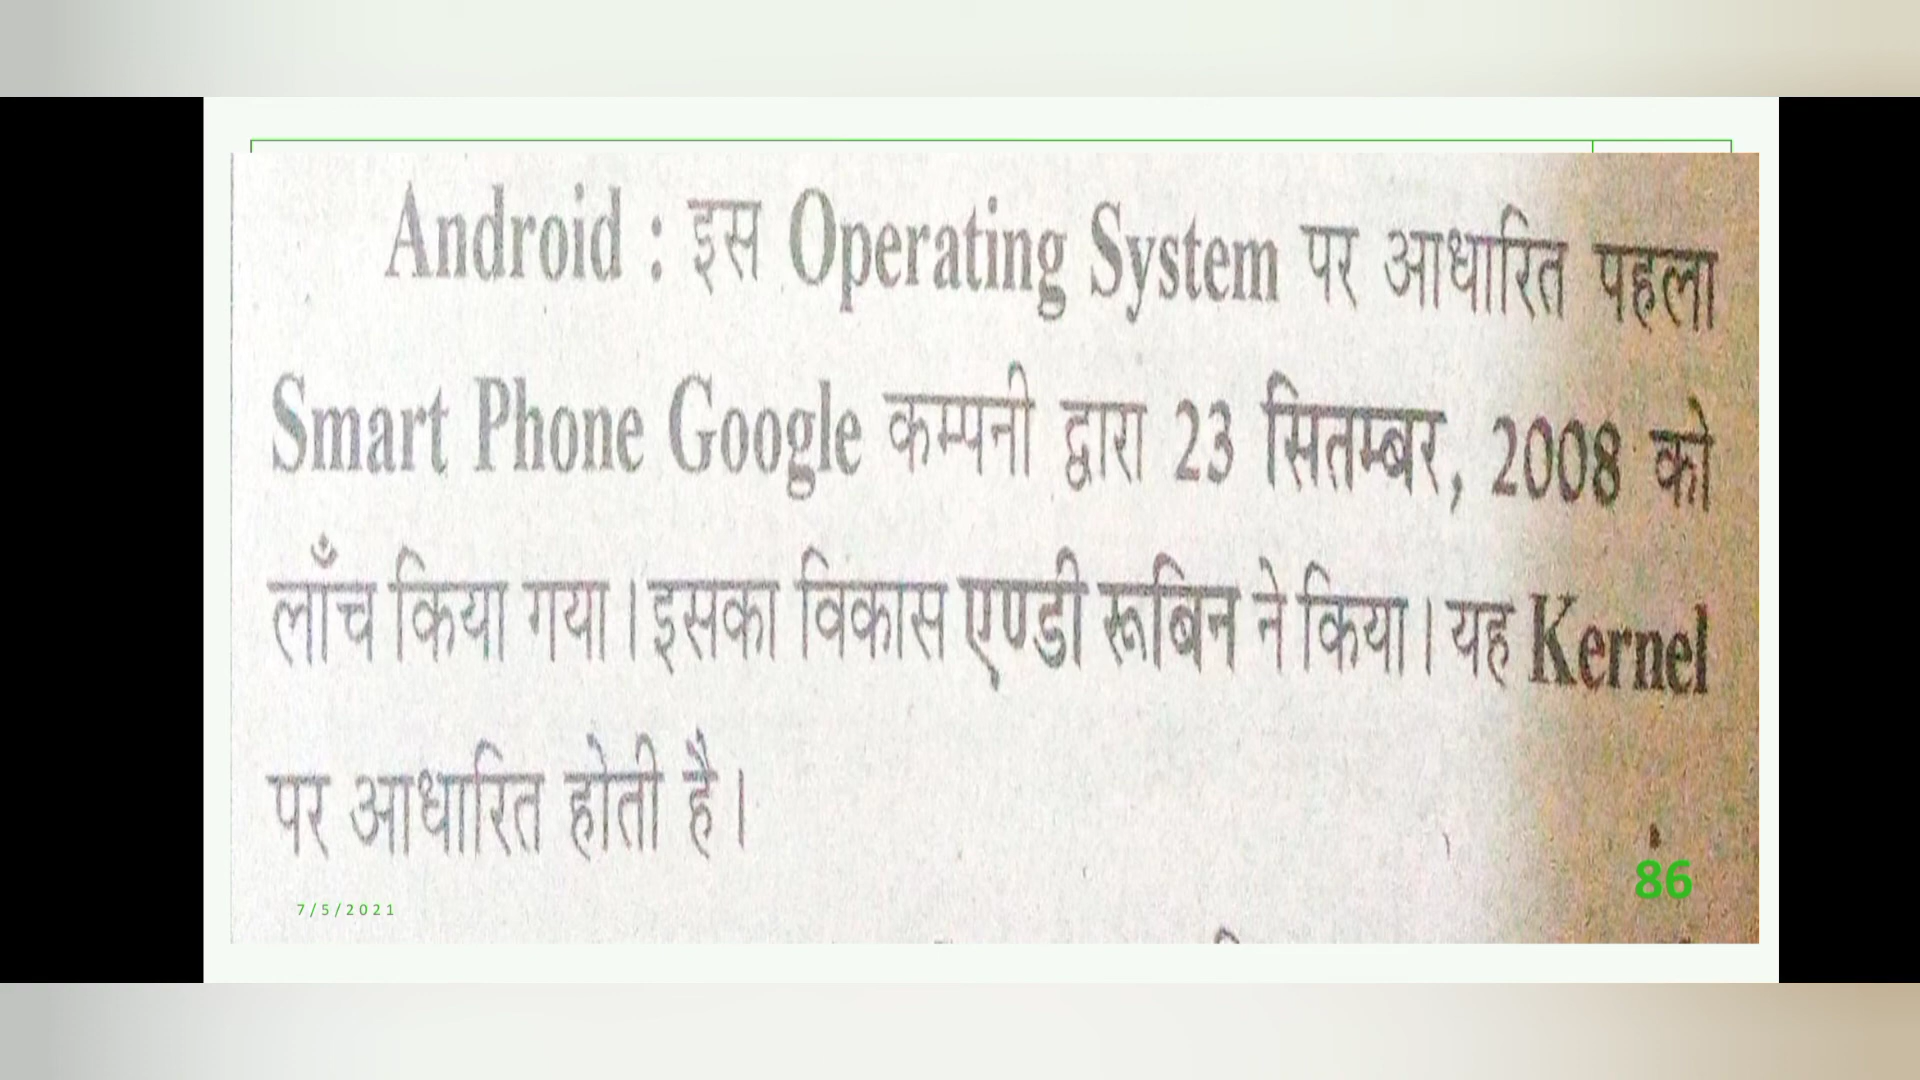 Android : इस Operating System पर आधारित पहला
Smart Phone Google कम्पनी द्वारा 23 सितम्बर, 2008 को
लाँच किया गया। इसका विकास एण्डी रूबिन ने किया। यह Kernel
पर आधारित होती है।
86
7/5/2021